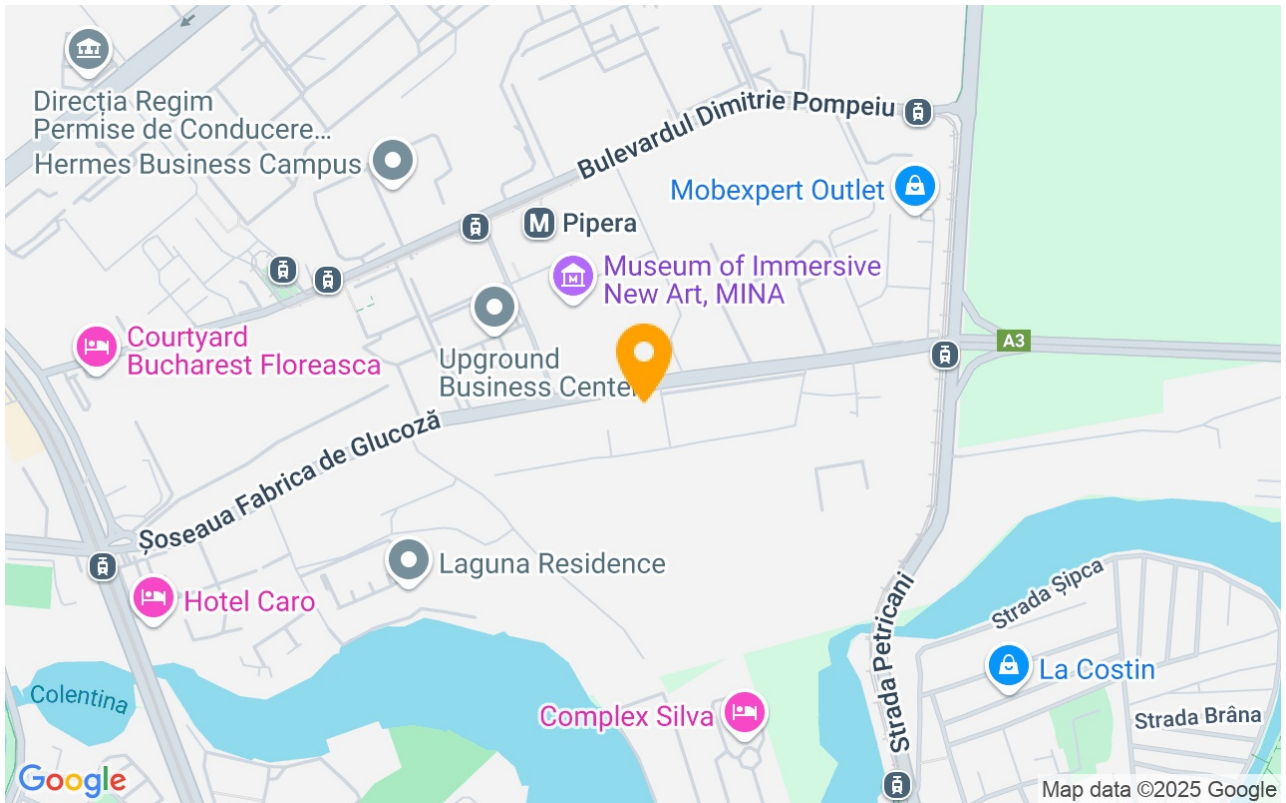 Direcția Regim
Permise de Conducere...
Hermes Business Campus
Bulevardul Dimitrie Pompeiu
Mobexpert Outlet
M Pipera
Museum of Immersive
New Art, MINA
Courtyard
Bucharest Floreasca
Upground
Business Center
A3
Șoseaua Fabrica de Glucoză
Laguna Residence
Hotel Caro
Strada Șipca
Strada Petricani
La Costin
Colentina
Complex Silva
Strada Brâna
Google
Map data ©2025 Google